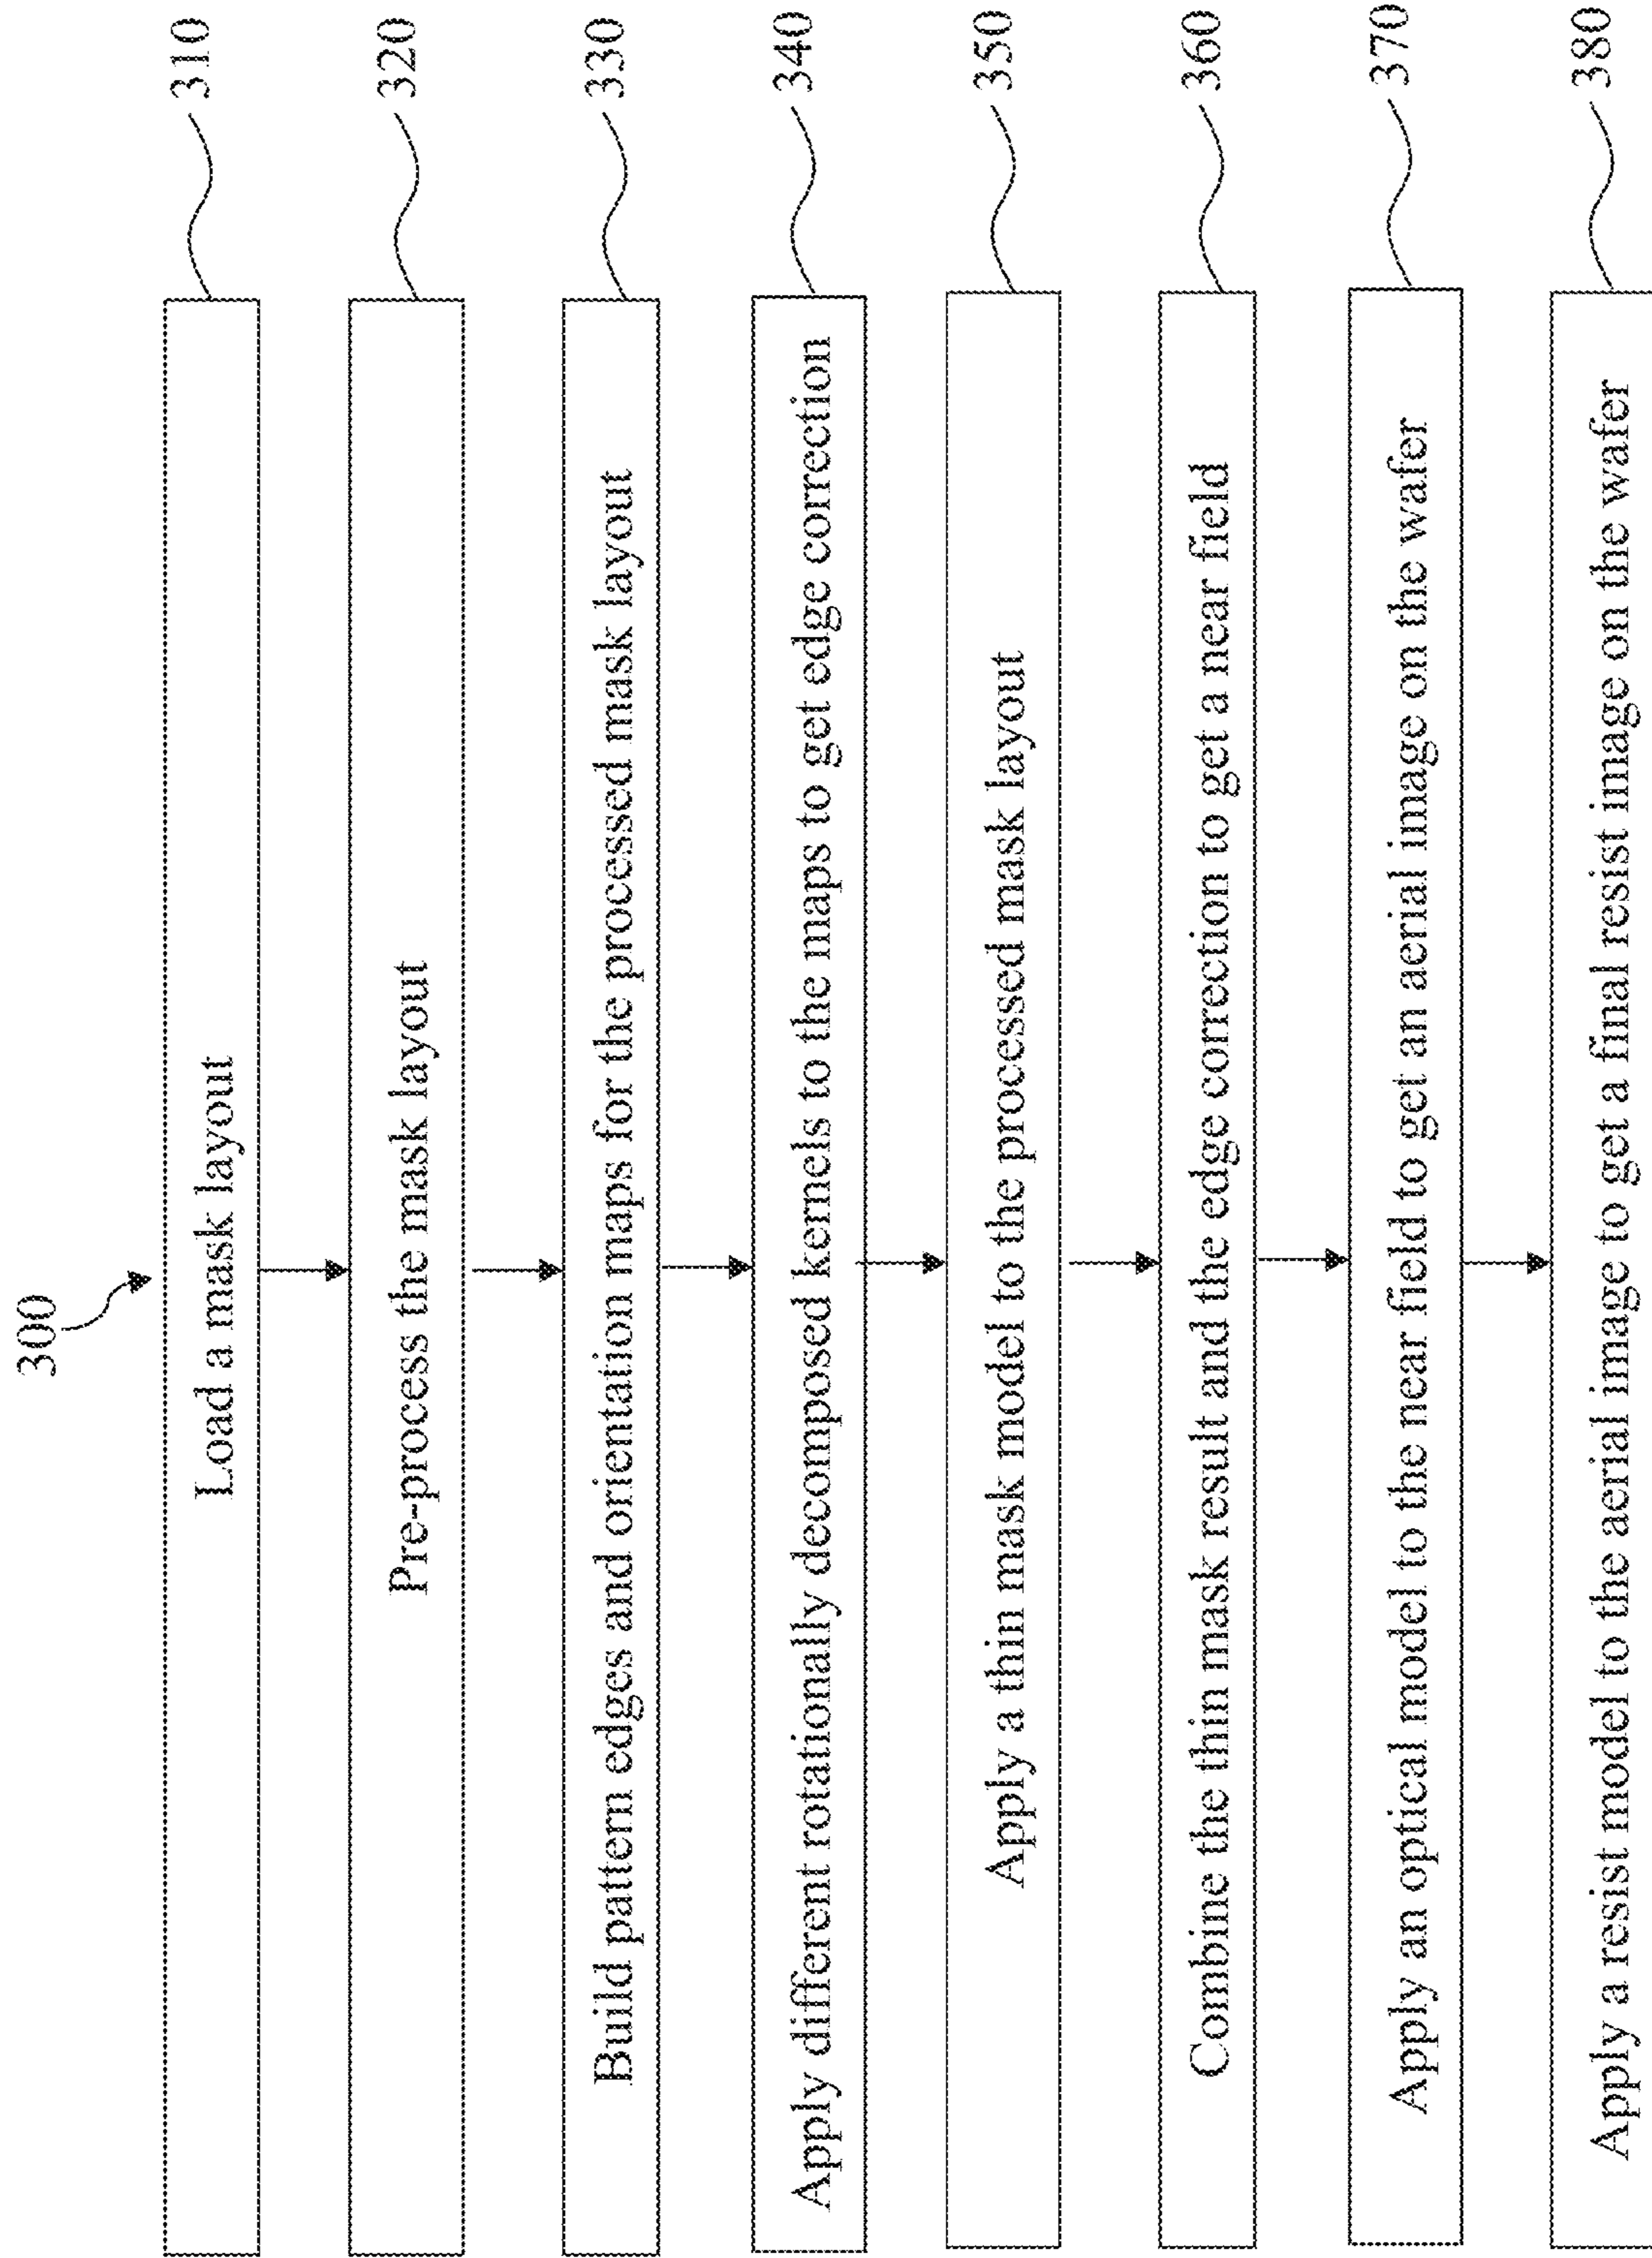 300
Load a mask layout
310
Pre-process the mask layout
320
Build pattern edges and orientation maps for the processed mask layout
330
Apply different rotationally decomposed kernels to the maps to get edge correction
340
Apply a thin mask model to the processed mask layout
350
Combine the thin mask result and the edge correction to get a near field
360
Apply an optical model to the near field to get an aerial image on the wafer
370
Apply a resist model to the aerial image to get a final resist image on the wafer
380